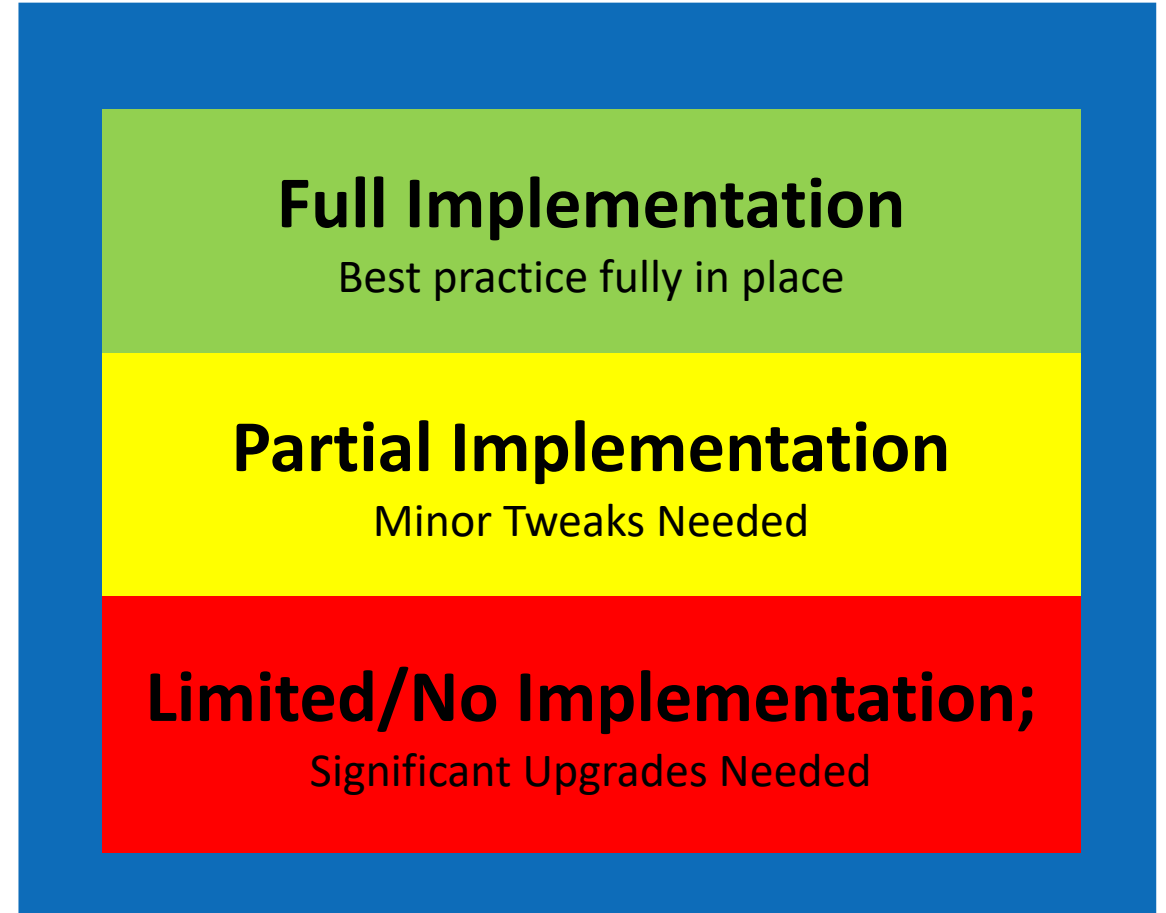 Full Implementation
Best practice fully in place
Partial Implementation
Minor Tweaks Needed
Limited/No Implementation;
Significant Upgrades Needed